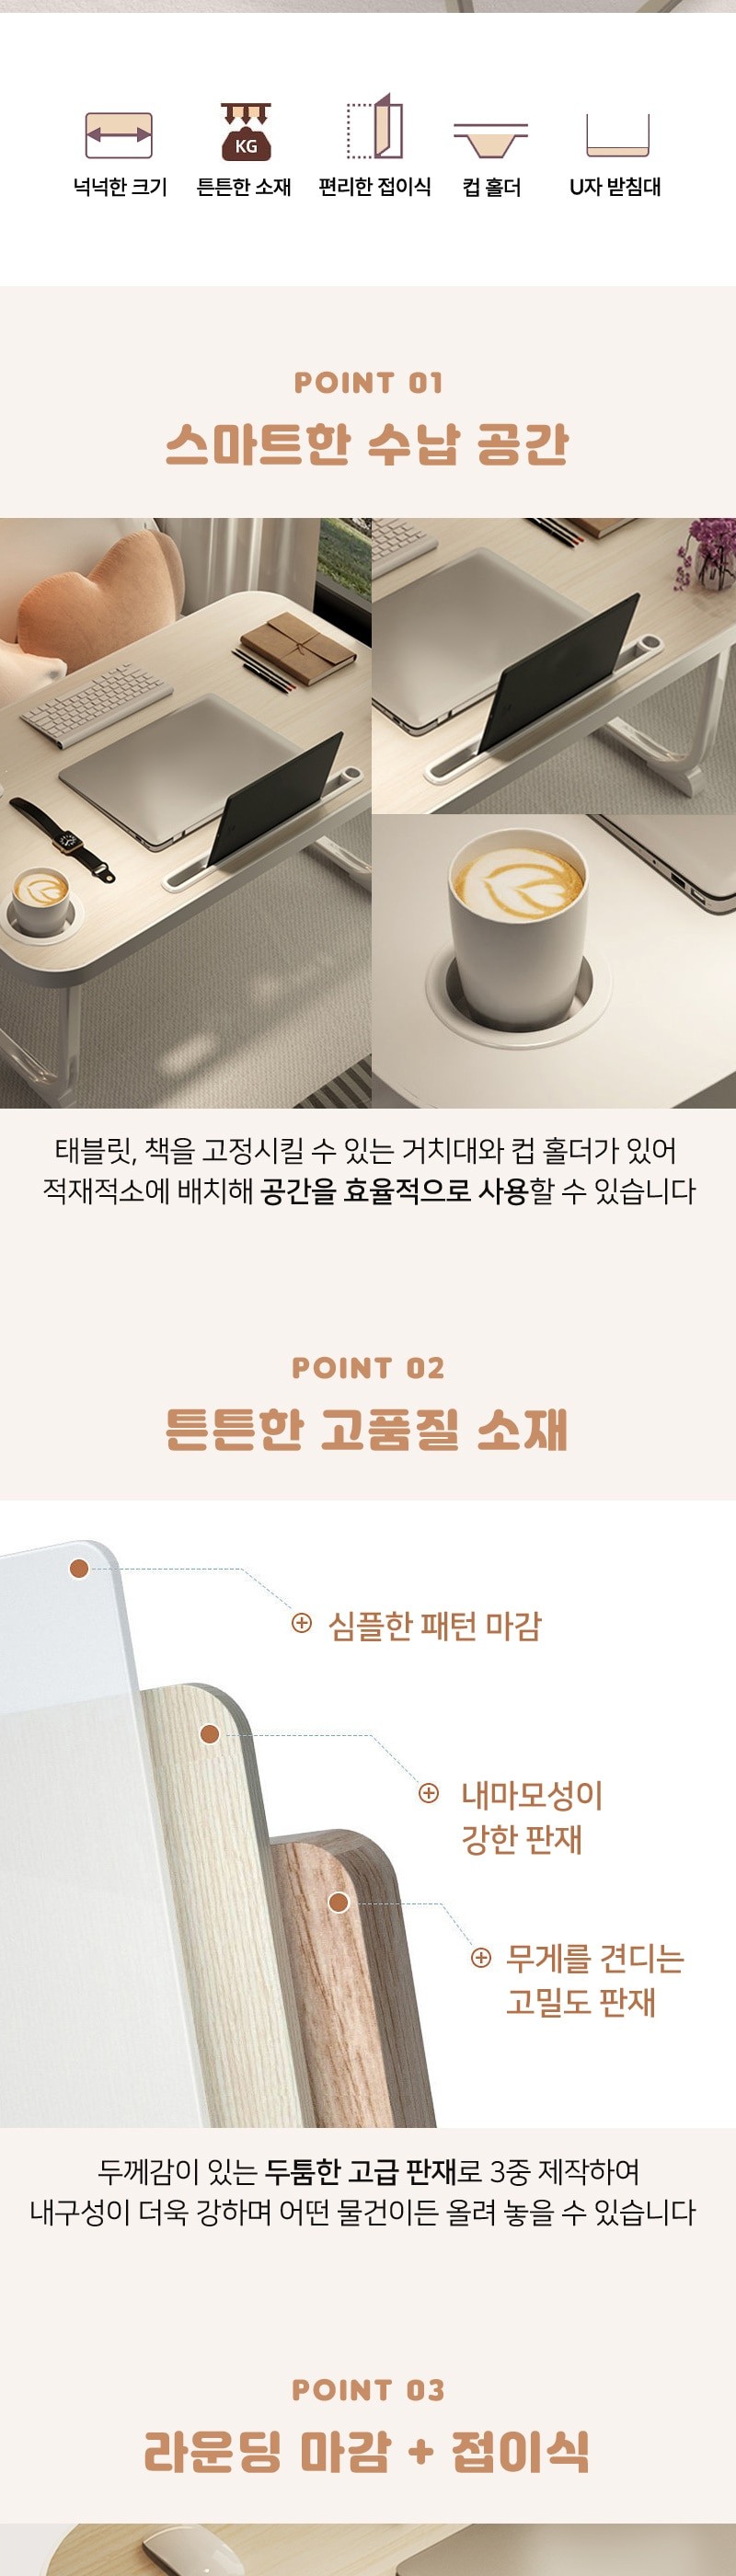 KG
넉넉한 크기
튼튼한 소재
편리한 접이식
컵 홀더
U자 받침대
POINT 01
스마트한 수납 공간
태블릿, 책을 고정시킬 수 있는 거치대와 컵 홀더가 있어
적재적소에 배치해 공간을 효율적으로 사용할 수 있습니다
POINT 02
튼튼한 고품질 소재
심플한 패턴 마감
내마모성이
강한 판재
무게를 견디는
고밀도 판재
두께감이 있는 두툼한 고급 판재로 3중 제작하여
내구성이 더욱 강하며 어떤 물건이든 올려 놓을 수 있습니다
POINT 03
라운딩 마감 + 접이식